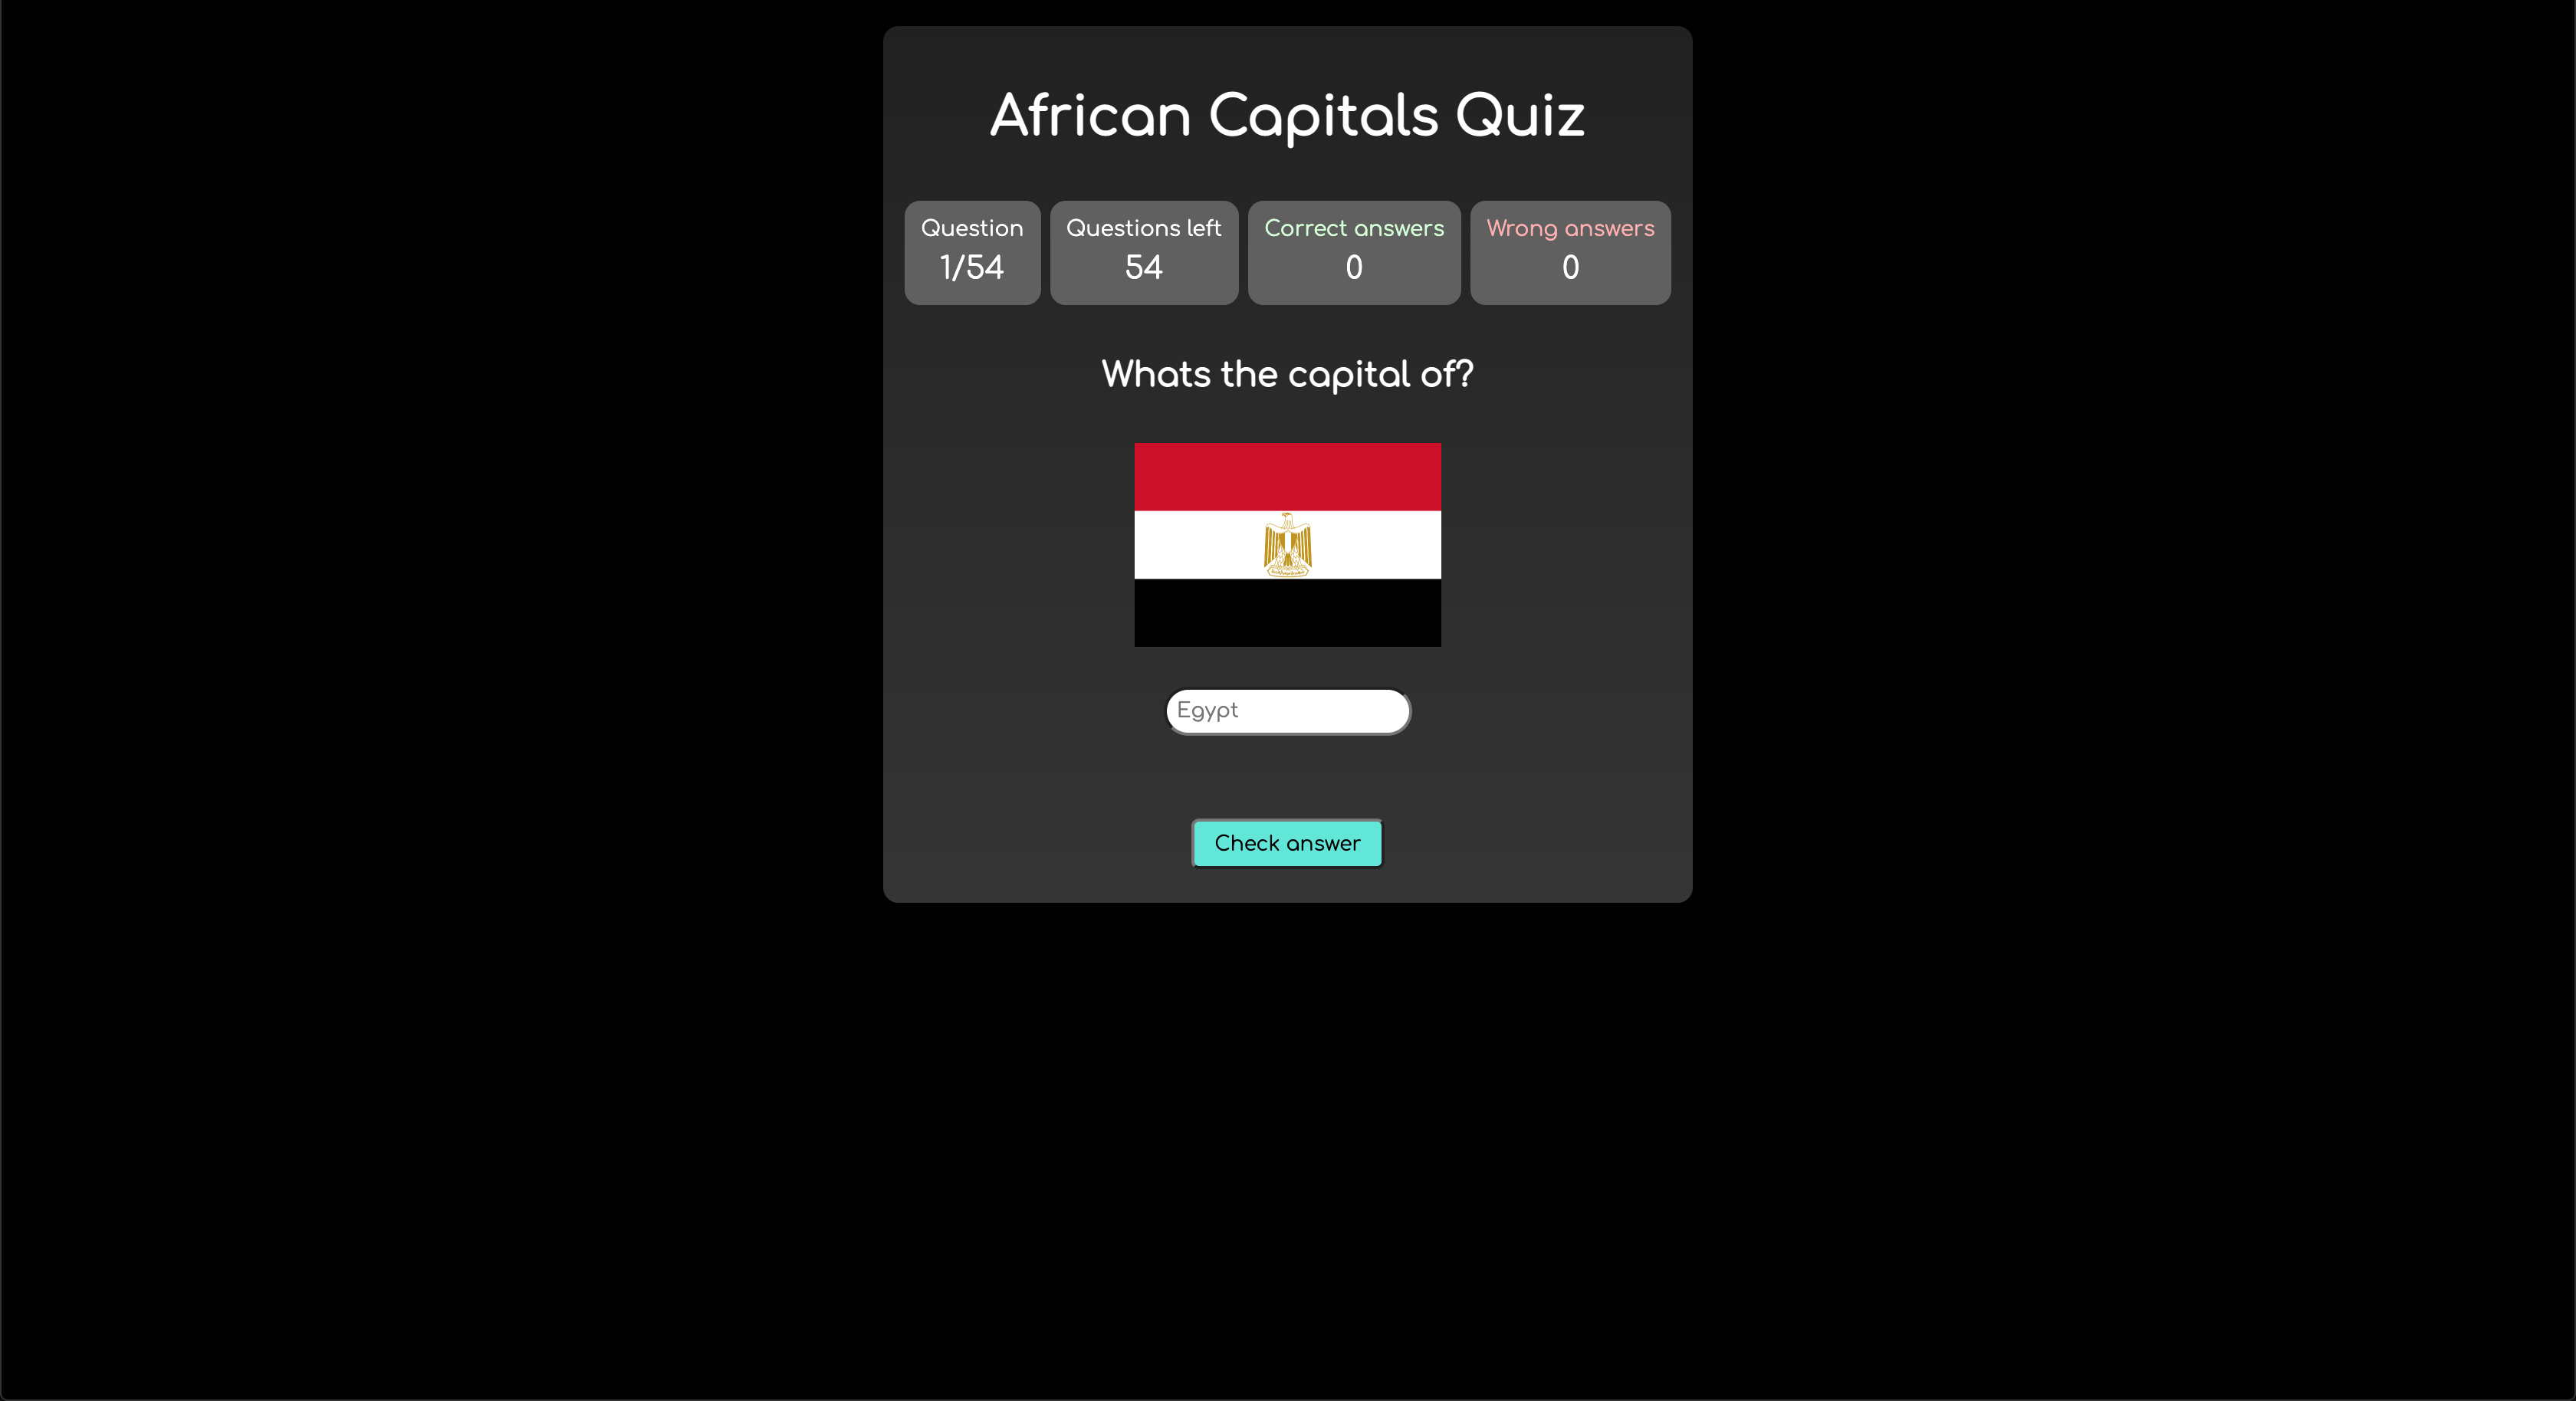 African Capitals Quiz
Question
1/54
Questions left
54
Correct answers
0
Wrong answers
0
Whats the capital of?
Egypt
Check answer